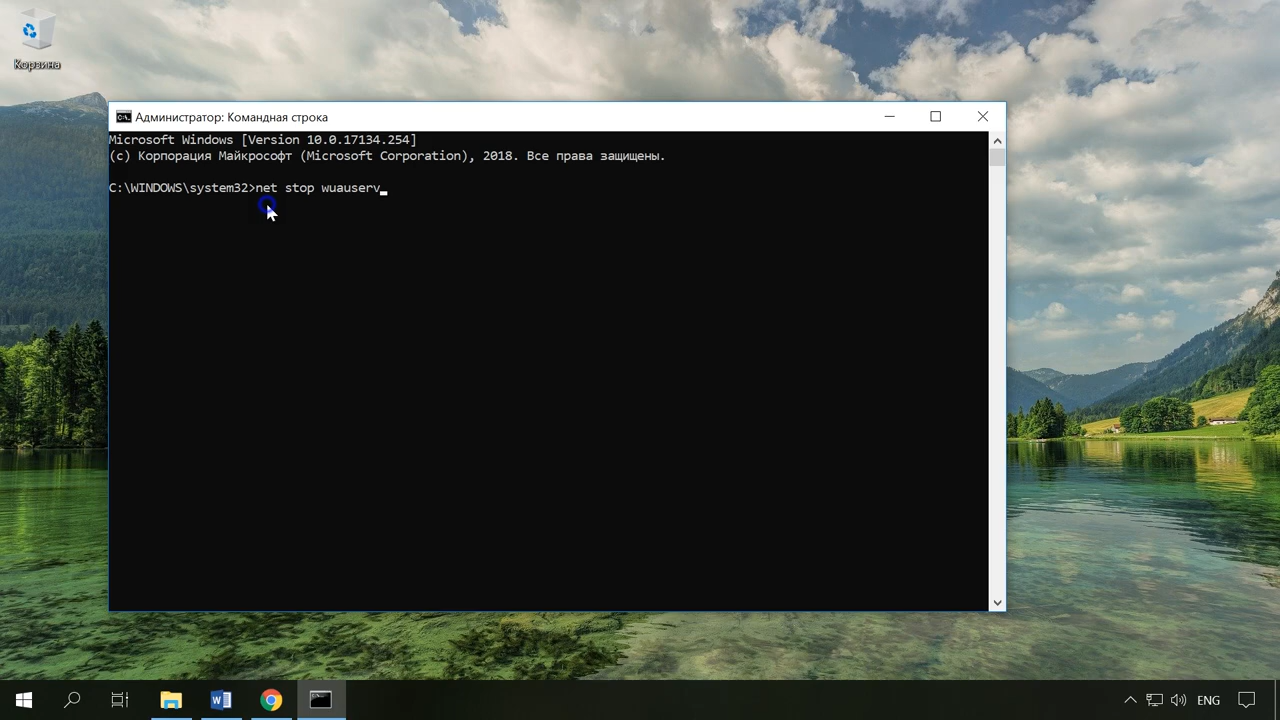 Корзина
Администратор: Командная строка
Microsoft Windows [Version 10.0.17134.254]
(c) Корпорация Майкрософт (Microsoft Corporation), 2018. Все права защищены.
C:\WINDOWS\system32>net stop wuauserv
ENG